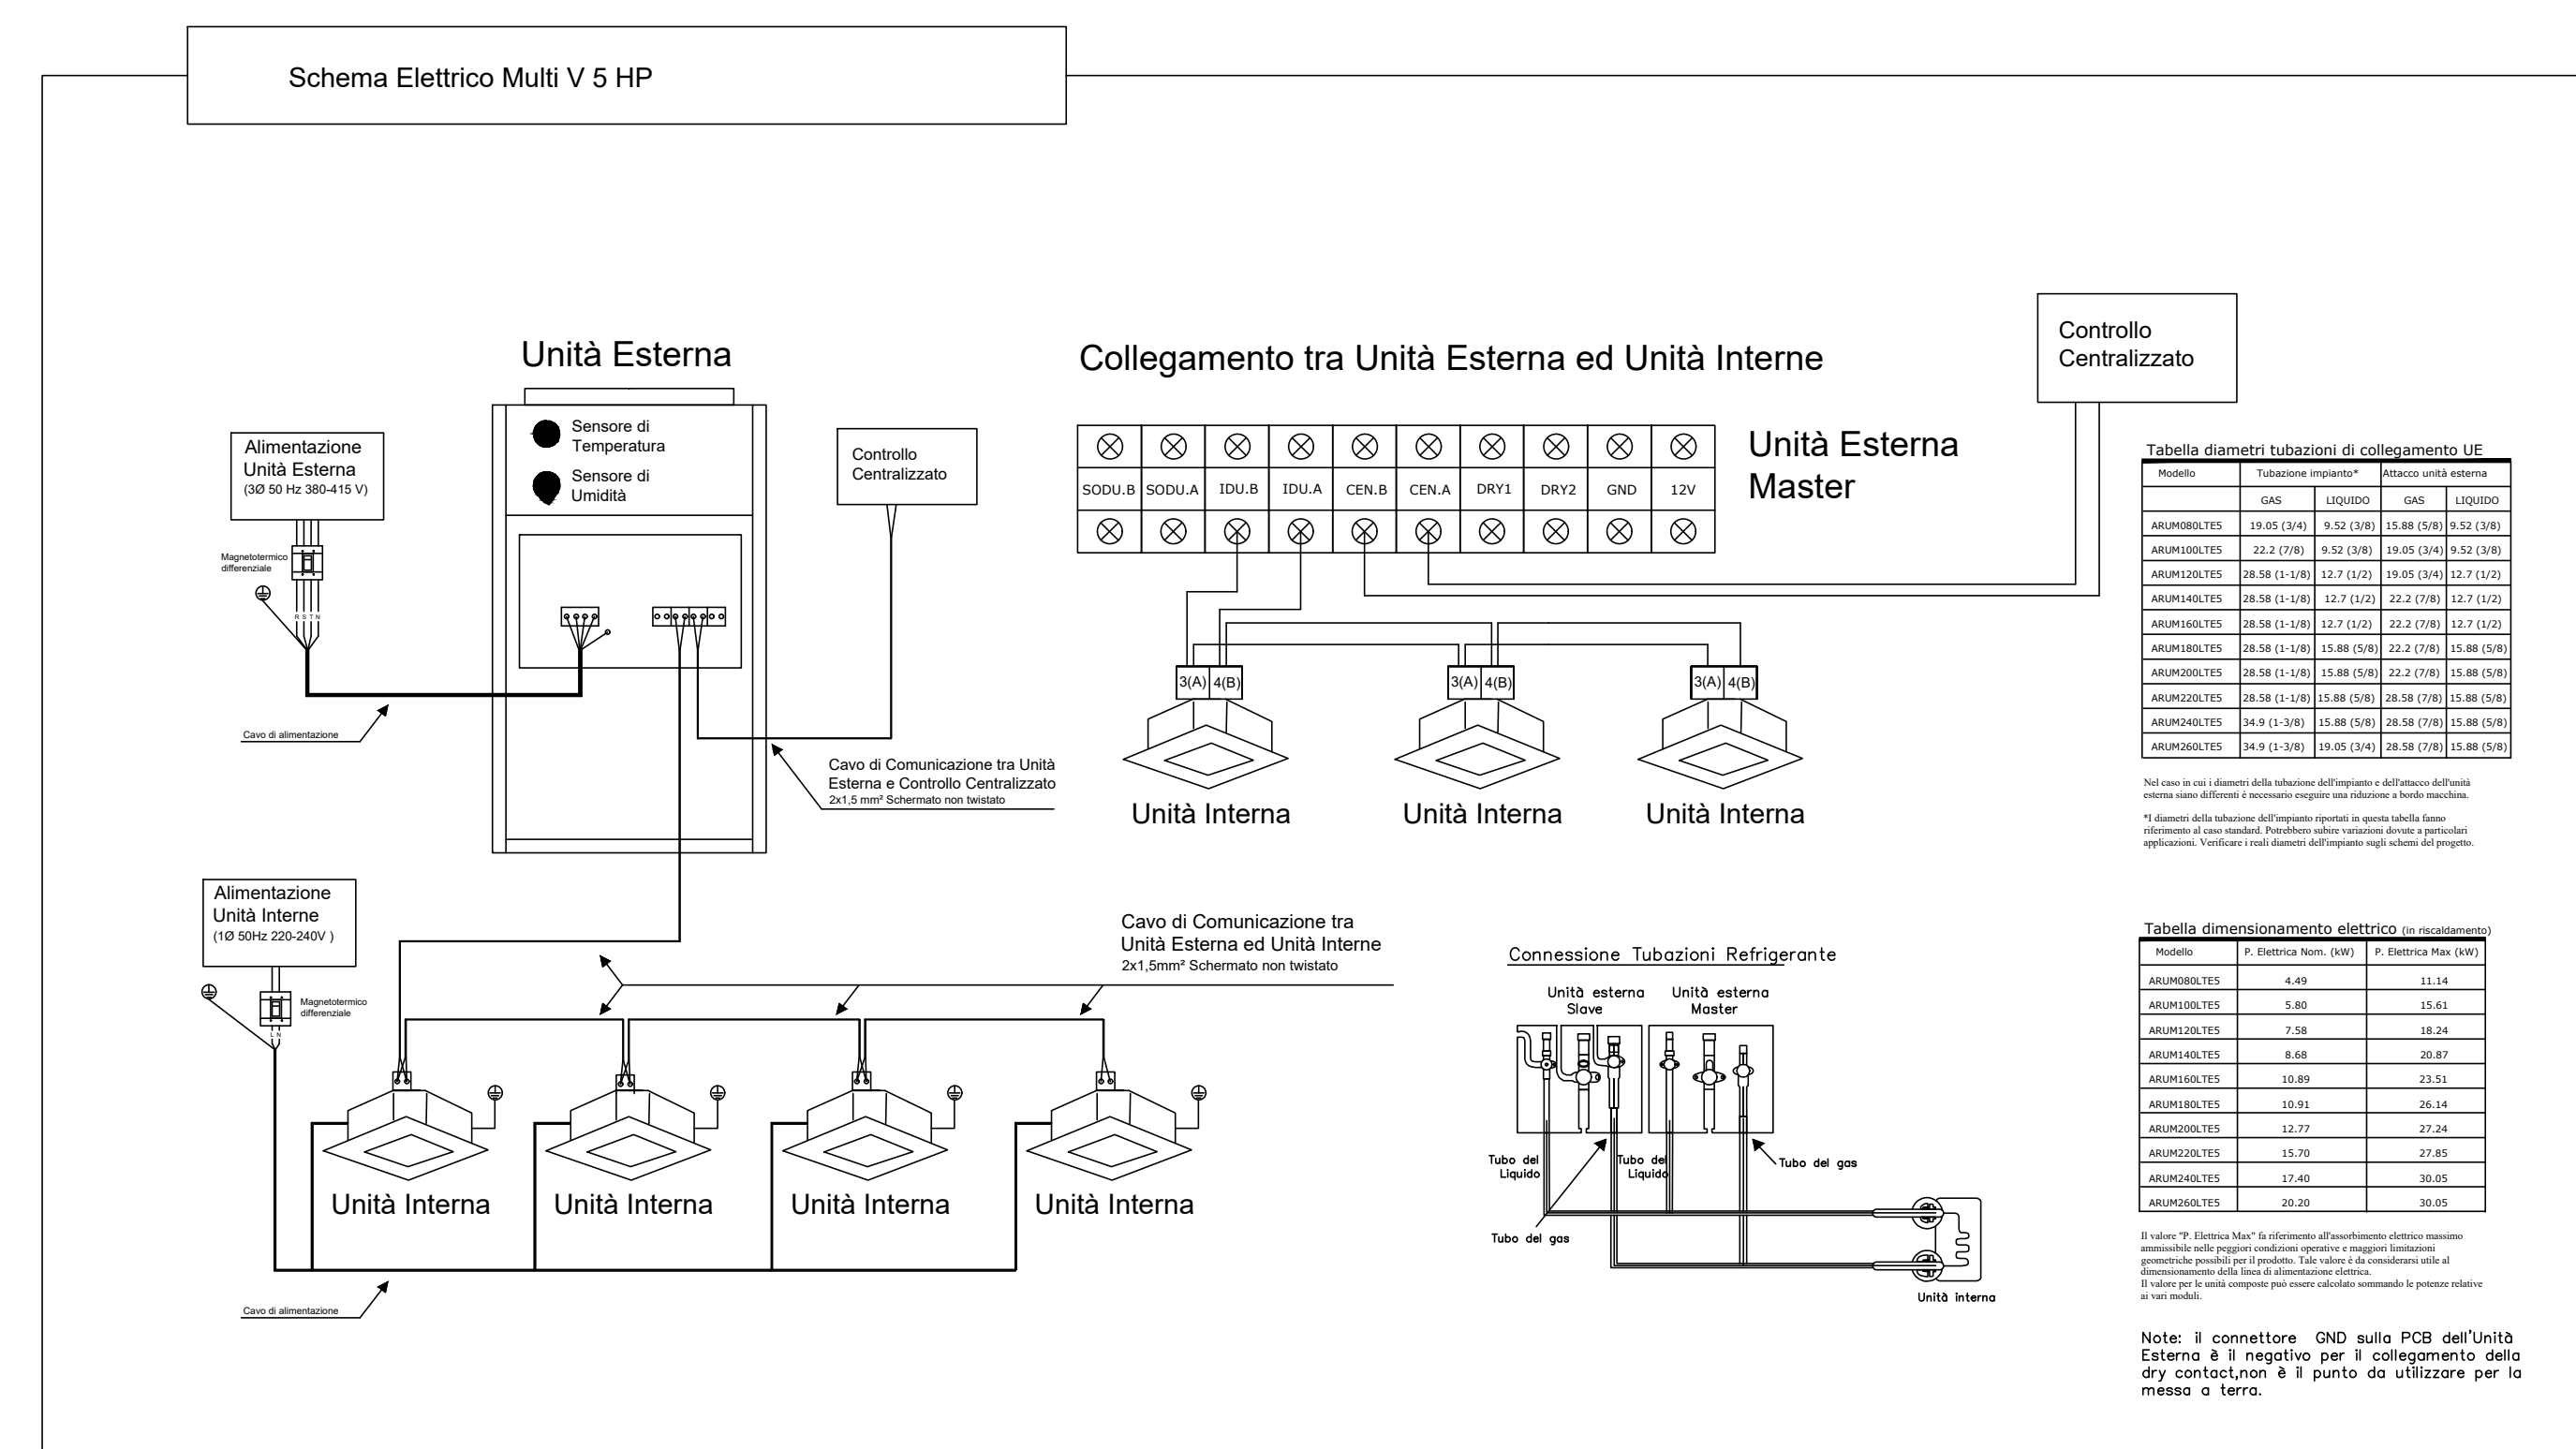 Schema Elettrico Multi V 5 HP
Unità Esterna
Sensore di
Temperatura
Sensore di
Umidità
Alimentazione
Unità Esterna
(3Ø 50 Hz 380-415 V)
Magnetotermico
differenziale
R S T N
Cavo di alimentazione
Controllo
Centralizzato
Cavo di Comunicazione tra Unità
Esterna e Controllo Centralizzato
2x1,5 mm² Schermato non twistato
Alimentazione
Unità Interne
(1Ø 50Hz 220-240V )
Magnetotermico
differenziale
L N
Cavo di Comunicazione tra
Unità Esterna ed Unità Interne
2x1,5mm² Schermato non twistato
Unità Interna Unità Interna Unità Interna Unità Interna
Cavo di alimentazione
Collegamento tra Unità Esterna ed Unità Interne
SODU.B SODU.A IDU.B IDU.A CEN.B CEN.A DRY1 DRY2 GND 12V
Unità Esterna
Master
Controllo
Centralizzato
3(A) 4(B) 3(A) 4(B) 3(A) 4(B)
Unità Interna Unità Interna Unità Interna
Connessione Tubazioni Refrigerante
Unità esterna
Slave
Unità esterna
Master
Tubo del
Liquido
Tubo del
Liquido
Tubo del gas
Tubo del gas
Unità interna
Tabella diametri tubazioni di collegamento UE
Modello Tubazione impianto* Attacco unità esterna
GAS LIQUIDO GAS LIQUIDO
ARUM080LTE5 19.05 (3/4) 9.52 (3/8) 15.88 (5/8) 9.52 (3/8)
ARUM100LTE5 22.2 (7/8) 9.52 (3/8) 19.05 (3/4) 9.52 (3/8)
ARUM120LTE5 28.58 (1-1/8) 12.7 (1/2) 19.05 (3/4) 12.7 (1/2)
ARUM140LTE5 28.58 (1-1/8) 12.7 (1/2) 22.2 (7/8) 12.7 (1/2)
ARUM160LTE5 28.58 (1-1/8) 12.7 (1/2) 22.2 (7/8) 12.7 (1/2)
ARUM180LTE5 28.58 (1-1/8) 15.88 (5/8) 22.2 (7/8) 15.88 (5/8)
ARUM200LTE5 28.58 (1-1/8) 15.88 (5/8) 22.2 (7/8) 15.88 (5/8)
ARUM220LTE5 28.58 (1-1/8) 15.88 (5/8) 28.58 (7/8) 15.88 (5/8)
ARUM240LTE5 34.9 (1-3/8) 15.88 (5/8) 28.58 (7/8) 15.88 (5/8)
ARUM260LTE5 34.9 (1-3/8) 19.05 (3/4) 28.58 (7/8) 15.88 (5/8)
Nel caso in cui i diametri della tubazione dell'impianto e dell'attacco dell'unità
esterna siano differenti è necessario eseguire una riduzione a bordo macchina.
*I diametri della tubazione dell'impianto riportati in questa tabella fanno
riferimento al caso standard. Potrebbero subire variazioni dovute a particolari
applicazioni. Verificare i reali diametri dell'impianto sugli schemi del progetto.
Tabella dimensionamento elettrico (in riscaldamento)
Modello P. Elettrica Nom. (kW) P. Elettrica Max (kW)
ARUM080LTE5 4.49 11.14
ARUM100LTE5 5.80 15.61
ARUM120LTE5 7.58 18.24
ARUM140LTE5 8.68 20.87
ARUM160LTE5 10.89 23.51
ARUM180LTE5 10.91 26.14
ARUM200LTE5 12.77 27.24
ARUM220LTE5 15.70 27.85
ARUM240LTE5 17.40 30.05
ARUM260LTE5 20.20 30.05
Il valore "P. Elettrica Max" fa riferimento all'assorbimento elettrico massimo
ammissibile nelle peggiori condizioni operative e maggiori limitazioni
geometriche possibili per il prodotto. Tale valore è da considerarsi utile al
dimensionamento della linea di alimentazione elettrica.
Il valore per le unità composte può essere calcolato sommando le potenze relative
ai vari moduli.
Note: il connettore GND sulla PCB dell'Unità
Esterna è il negativo per il collegamento della
dry contact,non è il punto da utilizzare per la
messa a terra.